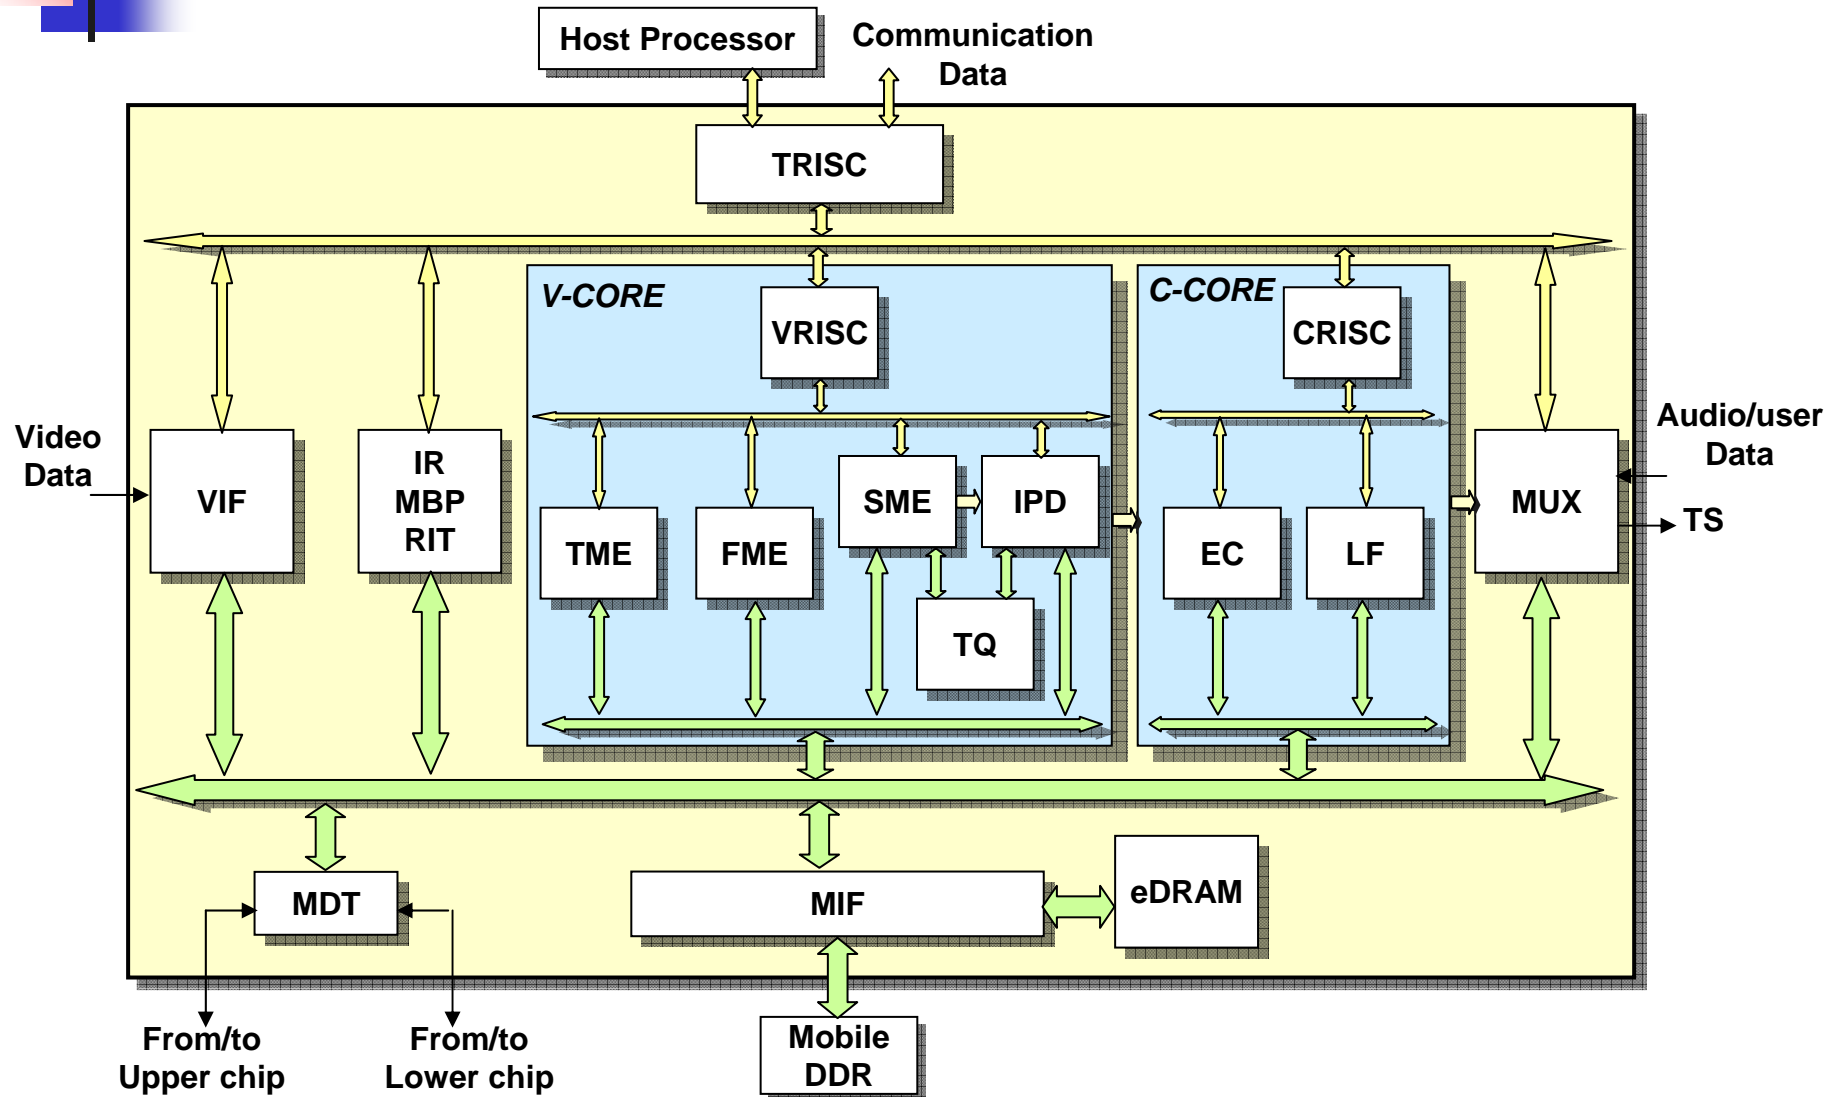 Host Processor
Communication
Data
TRISC
V-CORE
C-CORE
VRISC
CRISC
Video
Data
VIF
IR
MBP
RIT
TME
FME
SME
IPD
TQ
EC
LF
MUX
Audio/user
Data
TS
MDT
MIF
eDRAM
From/to
Upper chip
From/to
Lower chip
Mobile
DDR